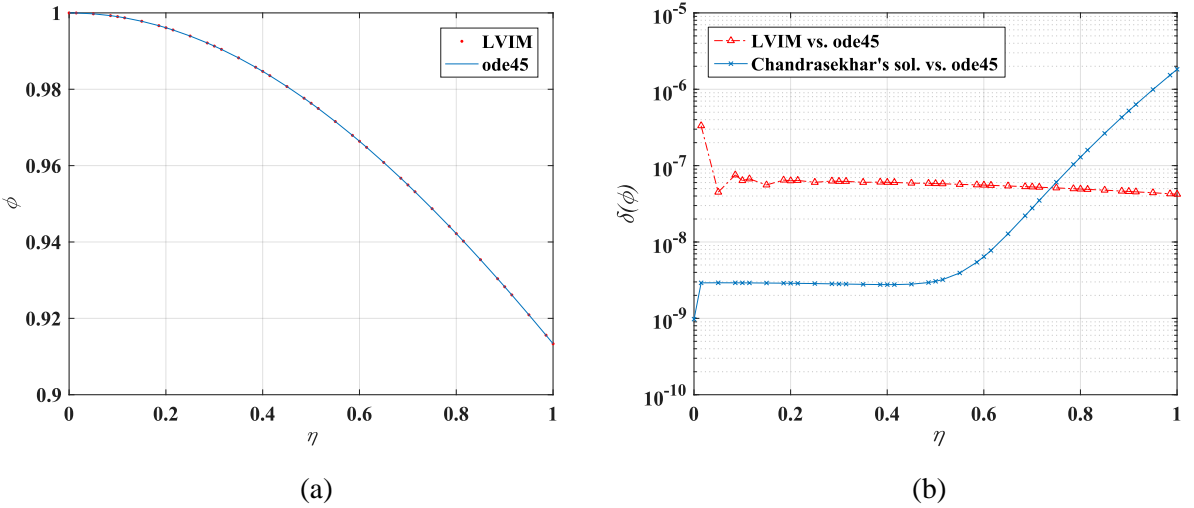 1
0.98
0.96
0.94
0.92
0.9
0 0.2 0.4 0.6 0.8 1
η
ϕ
LVIM
ode45
(a)
10^-5
10^-6
10^-7
10^-8
10^-9
10^-10
0 0.2 0.4 0.6 0.8 1
η
δ(ϕ)
LVIM vs. ode45
Chandrasekhar's sol. vs. ode45
(b)